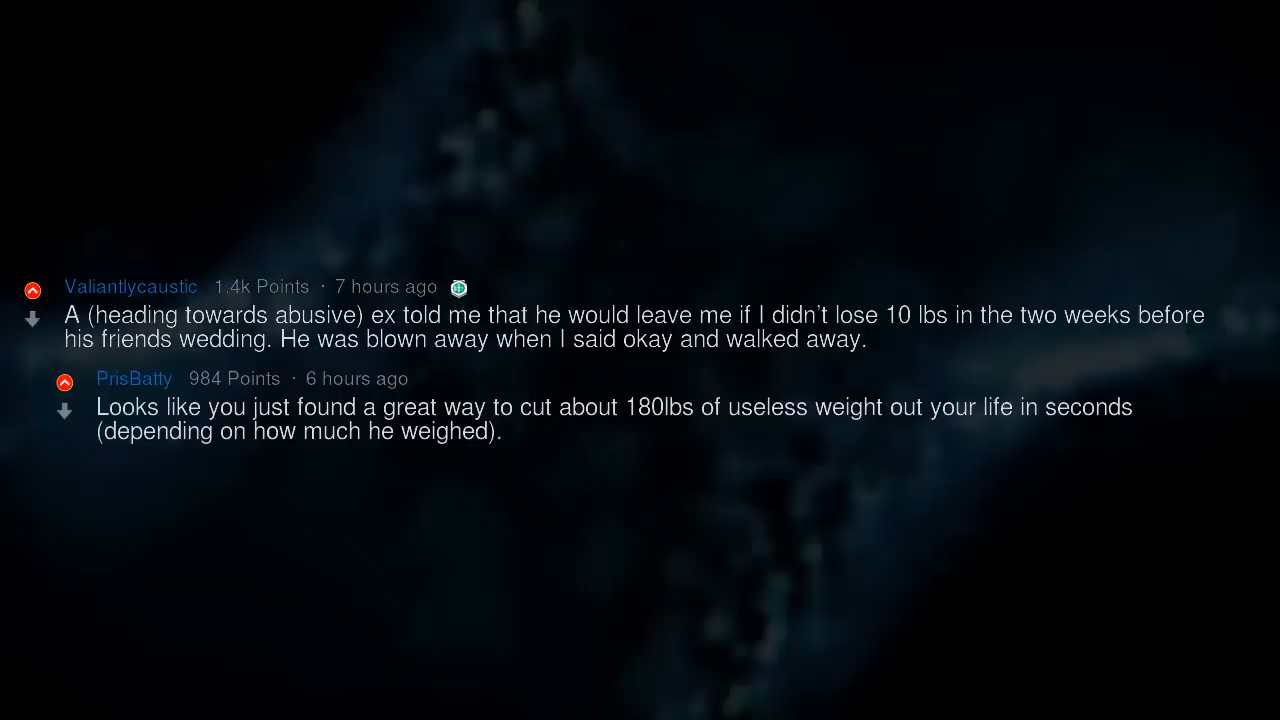 Valiantlycaustic 1.4k Points · 7 hours ago
A (heading towards abusive) ex told me that he would leave me if I didn't lose 10 lbs in the two weeks before
his friends wedding. He was blown away when I said okay and walked away.
PrisBatty 984 Points · 6 hours ago
Looks like you just found a great way to cut about 180lbs of useless weight out your life in seconds
(depending on how much he weighed).